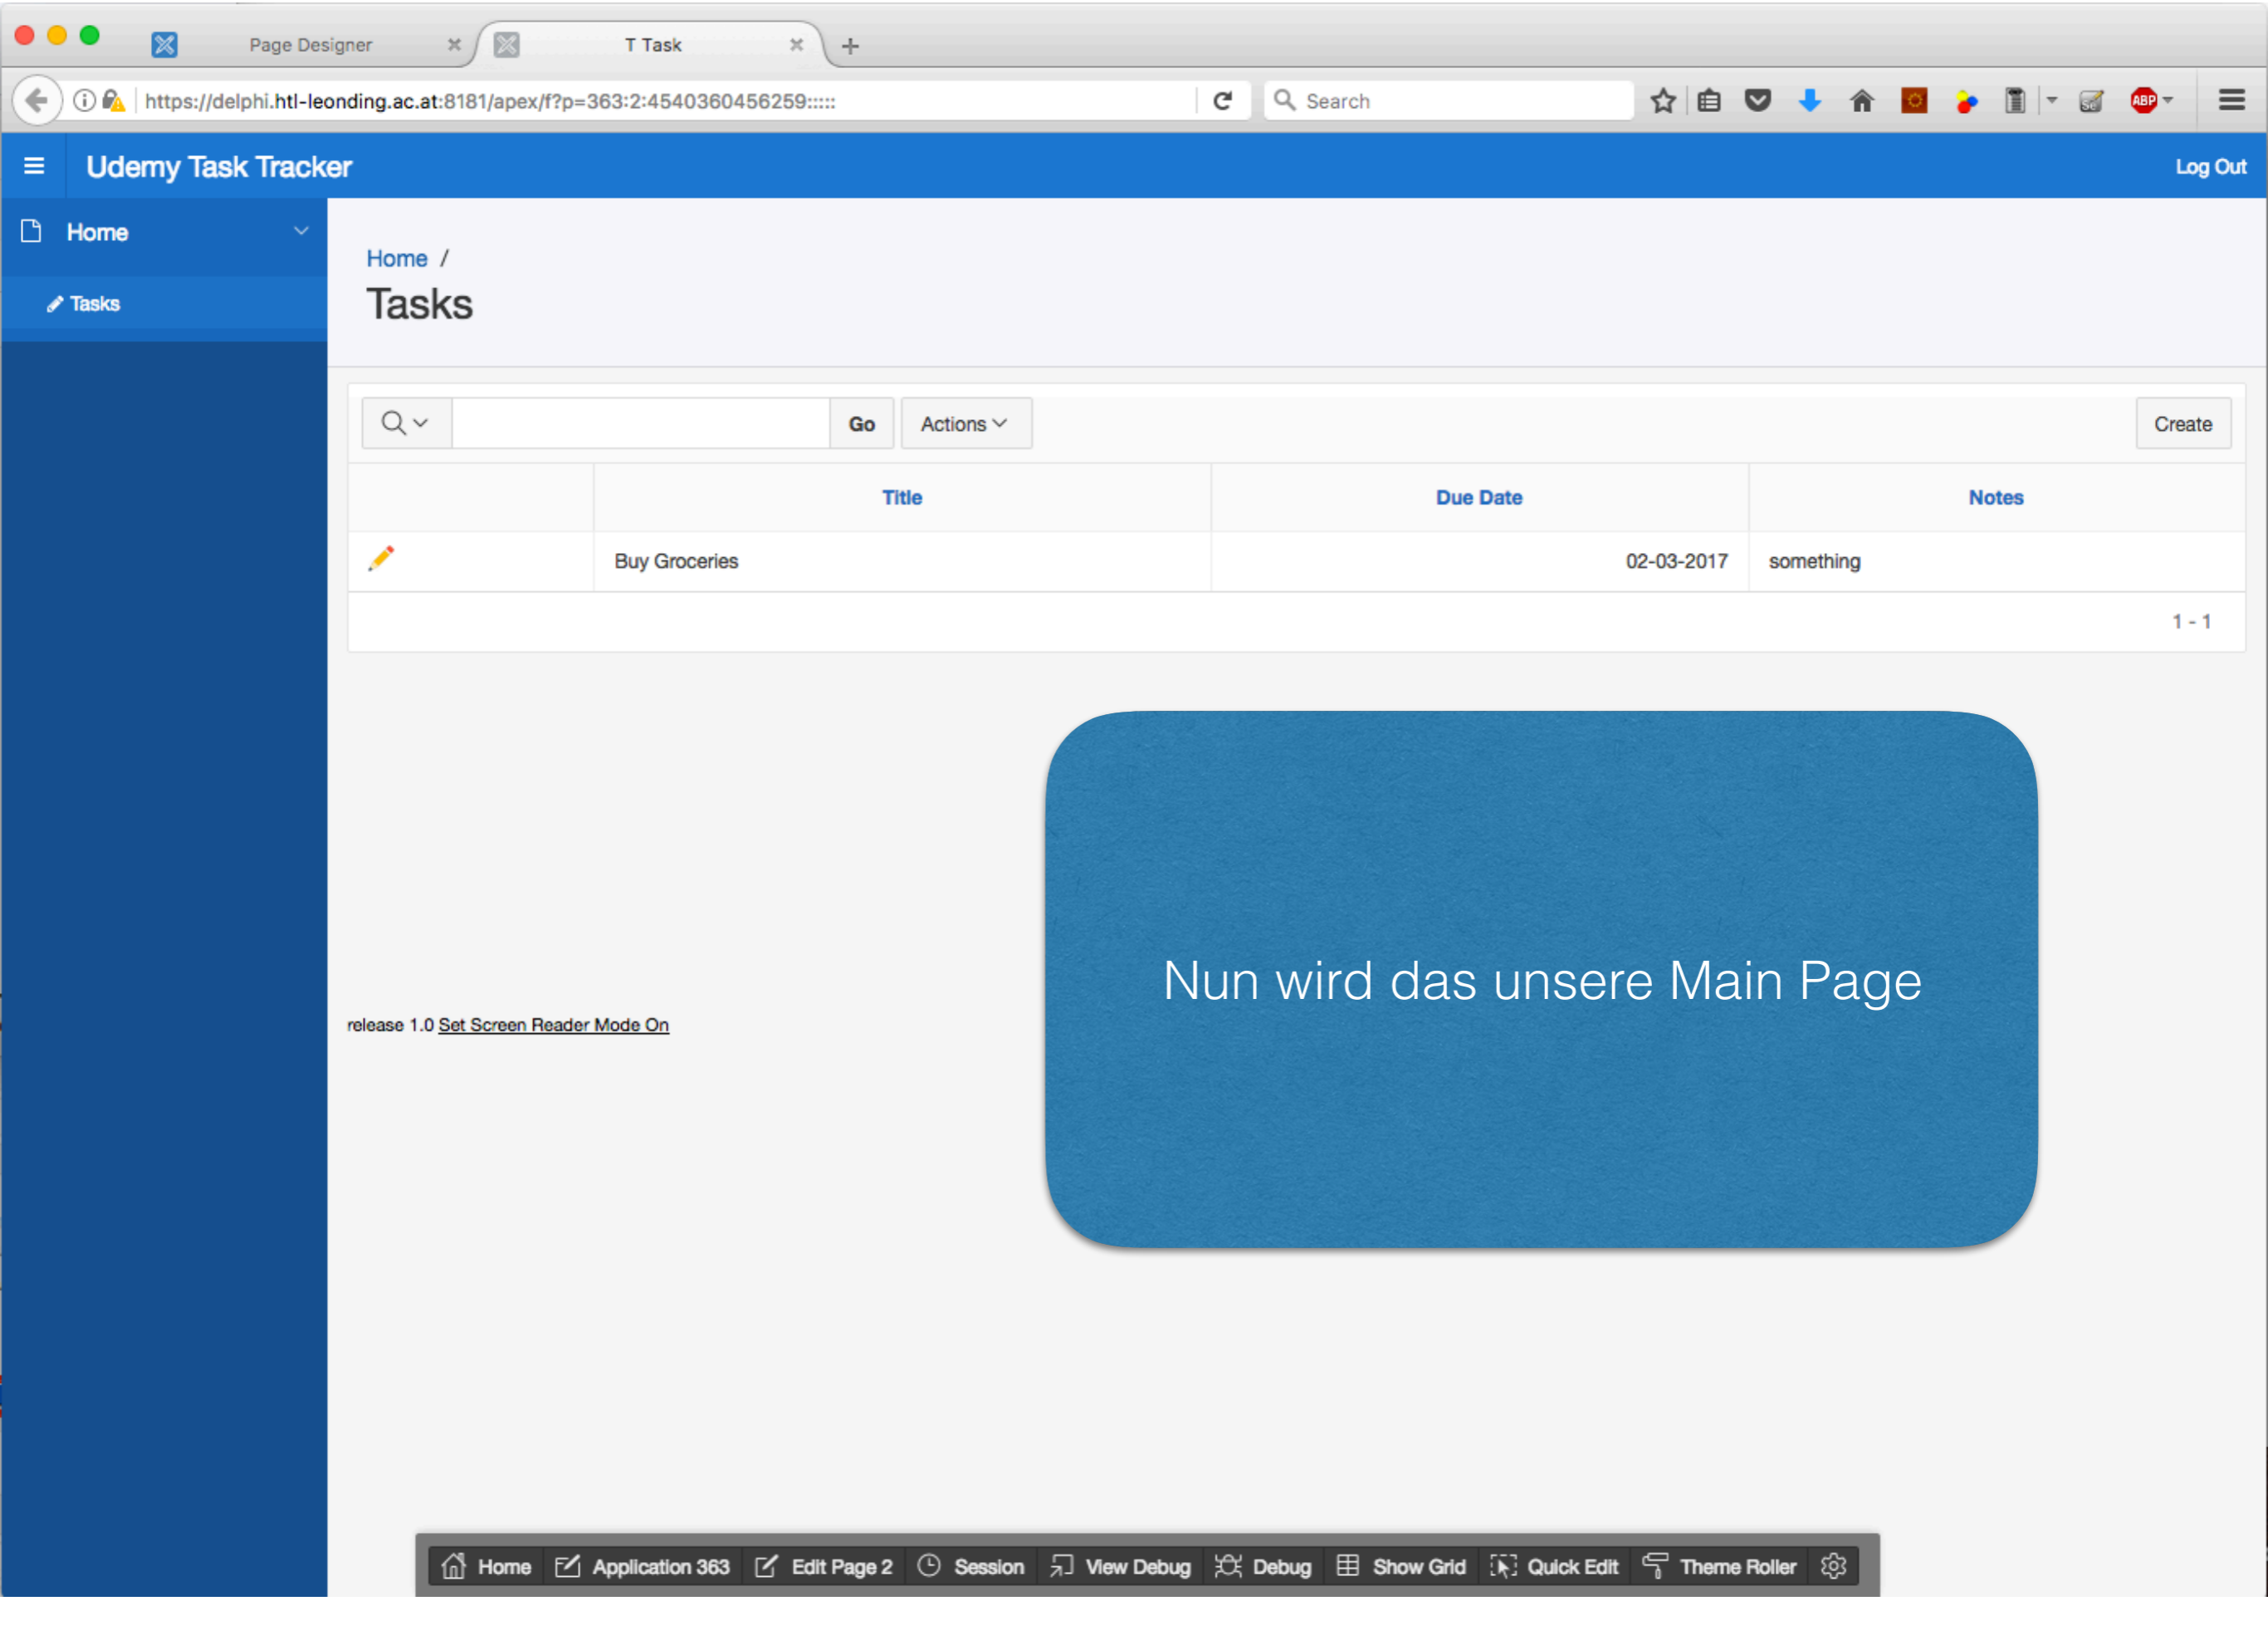 Page Designer
T Task
https://delphi.htl-leonding.ac.at:8181/apex/f?p=363:2:4540360456259:::::
Search
ABP
Udemy Task Tracker
Log Out
Home
Tasks
Home /
Tasks
Go
Actions
Create
Title
Due Date
Notes
Buy Groceries
02-03-2017
something
1 - 1
Nun wird das unsere Main Page
release 1.0 Set Screen Reader Mode On
Home
Application 363
Edit Page 2
Session
View Debug
Debug
Show Grid
Quick Edit
Theme Roller